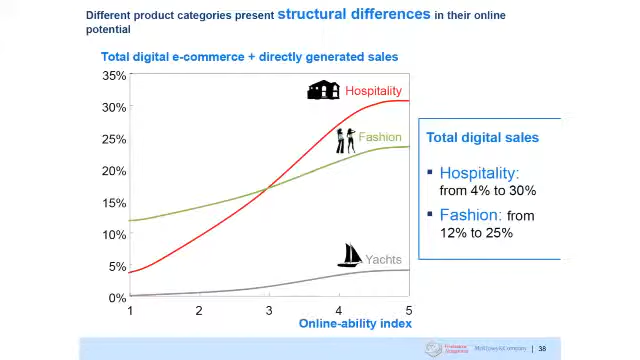 Different product categories present structural differences in their online
potential
Total digital e-commerce + directly generated sales
35%
30%
25%
20%
15%
10%
5%
0%
Hospitality
Fashion
Yachts
1
2
3
4
5
Online-ability index
Total digital sales
▪ Hospitality:
from 4% to 30%
▪ Fashion: from
12% to 25%
McKinsey&Company | 38